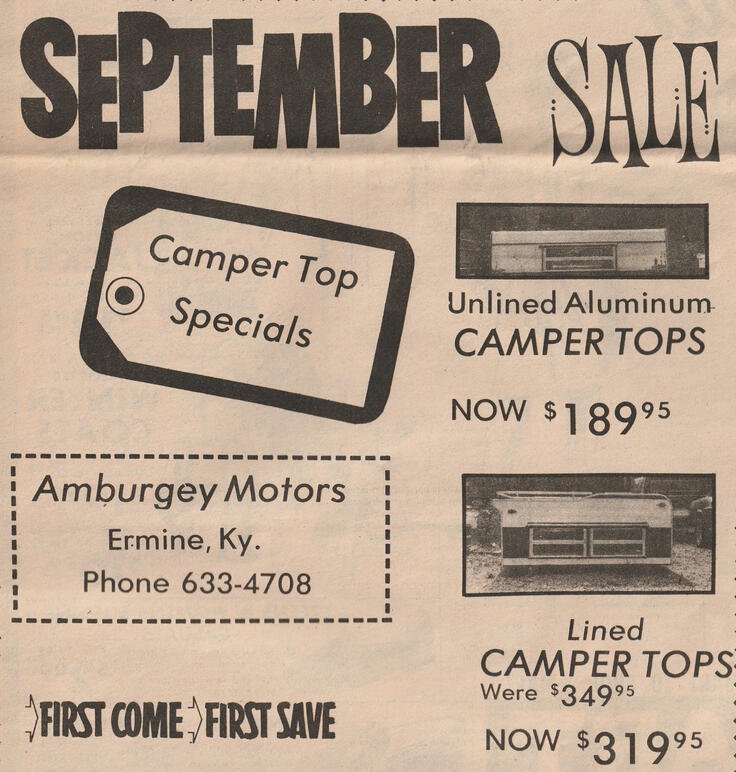 SEPTEMBER SALE
Camper Top
Specials
Unlined Aluminum
CAMPER TOPS
NOW $189 95
Amburgey Motors
Ermine, Ky.
Phone 633-4708
Lined
CAMPER TOPS
Were $349 95
NOW $319 95
FIRST COME FIRST SAVE